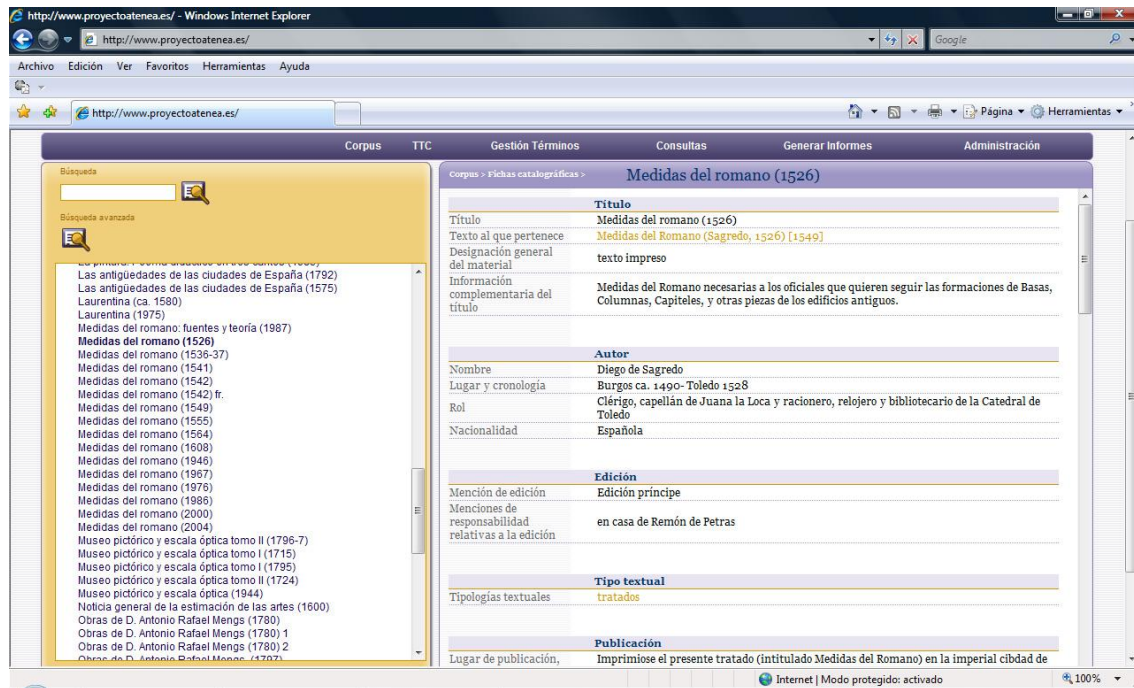 http://www.proyectoatenea.es/ - Windows Internet Explorer
http://www.proyectoatenea.es/
Google
Archivo Edición Ver Favoritos Herramientas Ayuda
http://www.proyectoatenea.es/
Página Herramientas
Corpus TTC Gestión Términos Consultas Generar Informes Administración
Búsqueda
Búsqueda avanzada
Las antigüedades de las ciudades de España (1792)
Las antigüedades de las ciudades de España (1575)
Laurentina (ca. 1580)
Laurentina (1975)
Medidas del romano: fuentes y teoría (1987)
Medidas del romano (1526)
Medidas del romano (1536-37)
Medidas del romano (1541)
Medidas del romano (1542)
Medidas del romano (1542) fr.
Medidas del romano (1549)
Medidas del romano (1555)
Medidas del romano (1564)
Medidas del romano (1608)
Medidas del romano (1946)
Medidas del romano (1967)
Medidas del romano (1976)
Medidas del romano (1986)
Medidas del romano (2000)
Medidas del romano (2004)
Museo pictórico y escala óptica tomo II (1796-7)
Museo pictórico y escala óptica tomo I (1715)
Museo pictórico y escala óptica tomo I (1795)
Museo pictórico y escala óptica tomo II (1724)
Museo pictórico y escala óptica (1944)
Noticia general de la estimación de las artes (1600)
Obras de D. Antonio Rafael Mengs (1780)
Obras de D. Antonio Rafael Mengs (1780) 1
Obras de D. Antonio Rafael Mengs (1780) 2
Obras de D. Antonio Rafael Mengs (1797)
Corpus > Fichas catalográficas > Medidas del romano (1526)
Título
Título Medidas del romano (1526)
Texto al que pertenece Medidas del Romano (Sagredo, 1526) [1549]
Designación general
del material texto impreso
Información
complementaria del
título
Medidas del Romano necesarias a los oficiales que quieren seguir las formaciones de Basas,
Columnas, Capiteles, y otras piezas de los edificios antiguos.
Autor
Nombre Diego de Sagredo
Lugar y cronología Burgos ca. 1490- Toledo 1528
Rol
Clérigo, capellán de Juana la Loca y racionero, relojero y bibliotecario de la Catedral de
Toledo
Nacionalidad Española
Edición
Mención de edición Edición príncipe
Menciones de
responsabilidad
relativas a la edición
en casa de Remón de Petras
Tipo textual
Tipologías textuales tratados
Publicación
Lugar de publicación, Imprimiose el presente tratado (intitulado Medidas del Romano) en la imperial cibdad de
Internet | Modo protegido: activado
100%